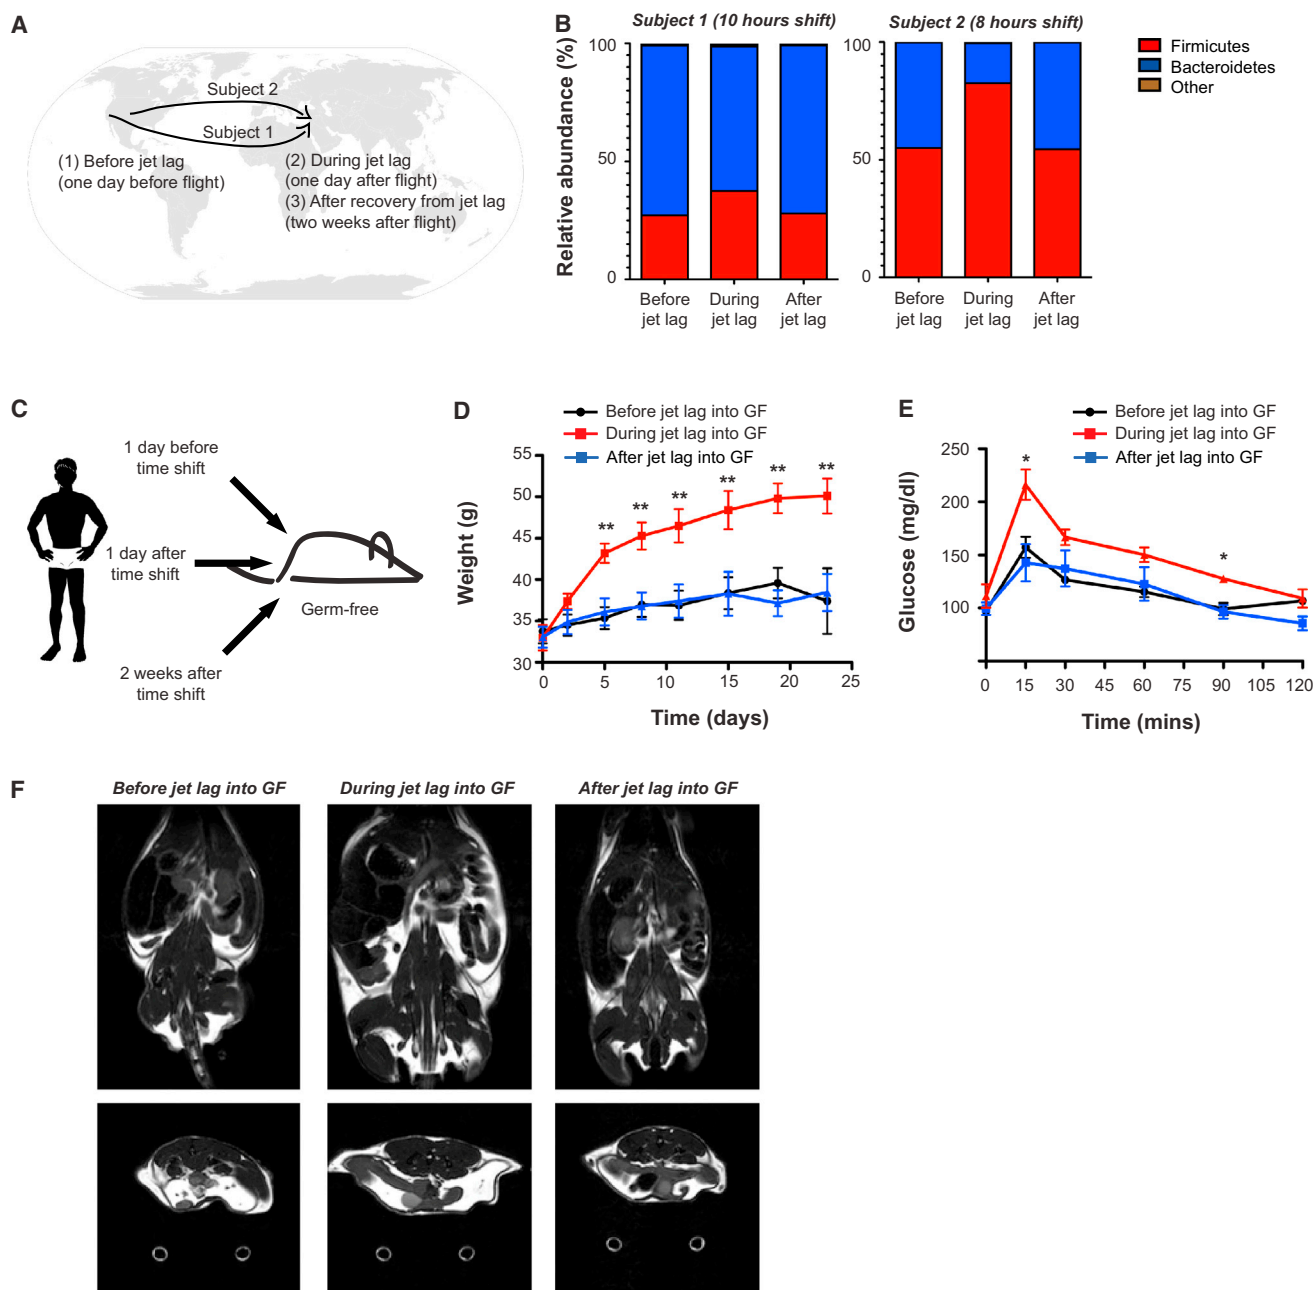 A
Subject 2
Subject 1
(1) Before jet lag
(one day before flight)
(2) During jet lag
(one day after flight)
(3) After recovery from jet lag
(two weeks after flight)
B
Subject 1 (10 hours shift)
Subject 2 (8 hours shift)
Relative abundance (%)
100
50
0
Before
jet lag
During
jet lag
After
jet lag
100
50
0
Before
jet lag
During
jet lag
After
jet lag
Firmicutes
Bacteroidetes
Other
C
1 day before
time shift
1 day after
time shift
2 weeks after
time shift
Germ-free
D
Before jet lag into GF
During jet lag into GF
After jet lag into GF
Weight (g)
55
50
45
40
35
30
** ** ** ** ** **
0 5 10 15 20 25
Time (days)
E
Before jet lag into GF
During jet lag into GF
After jet lag into GF
Glucose (mg/dl)
250
200
150
100
* *
0 15 30 45 60 75 90 105 120
Time (mins)
F
Before jet lag into GF
During jet lag into GF
After jet lag into GF